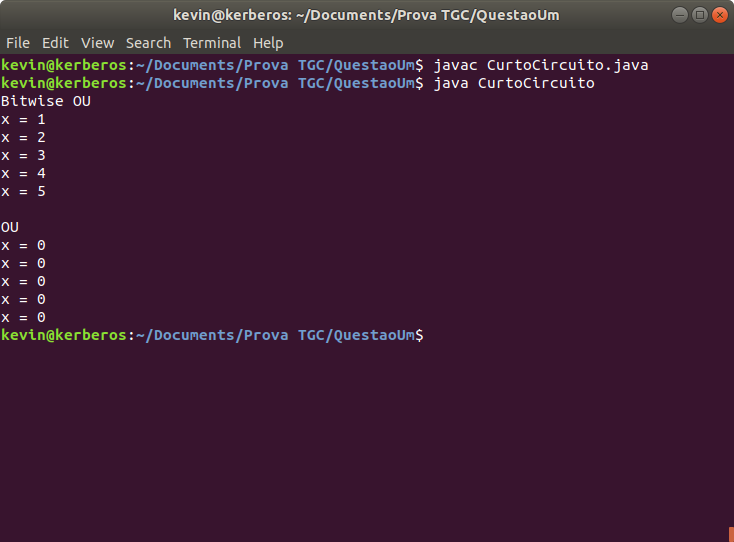 kevin@kerberos: ~/Documents/Prova TGC/QuestaoUm
File Edit View Search Terminal Help
kevin@kerberos:~/Documents/Prova TGC/QuestaoUm$ javac CurtoCircuito.java
kevin@kerberos:~/Documents/Prova TGC/QuestaoUm$ java CurtoCircuito
Bitwise OU
x = 1
x = 2
x = 3
x = 4
x = 5
OU
x = 0
x = 0
x = 0
x = 0
x = 0
kevin@kerberos:~/Documents/Prova TGC/QuestaoUm$